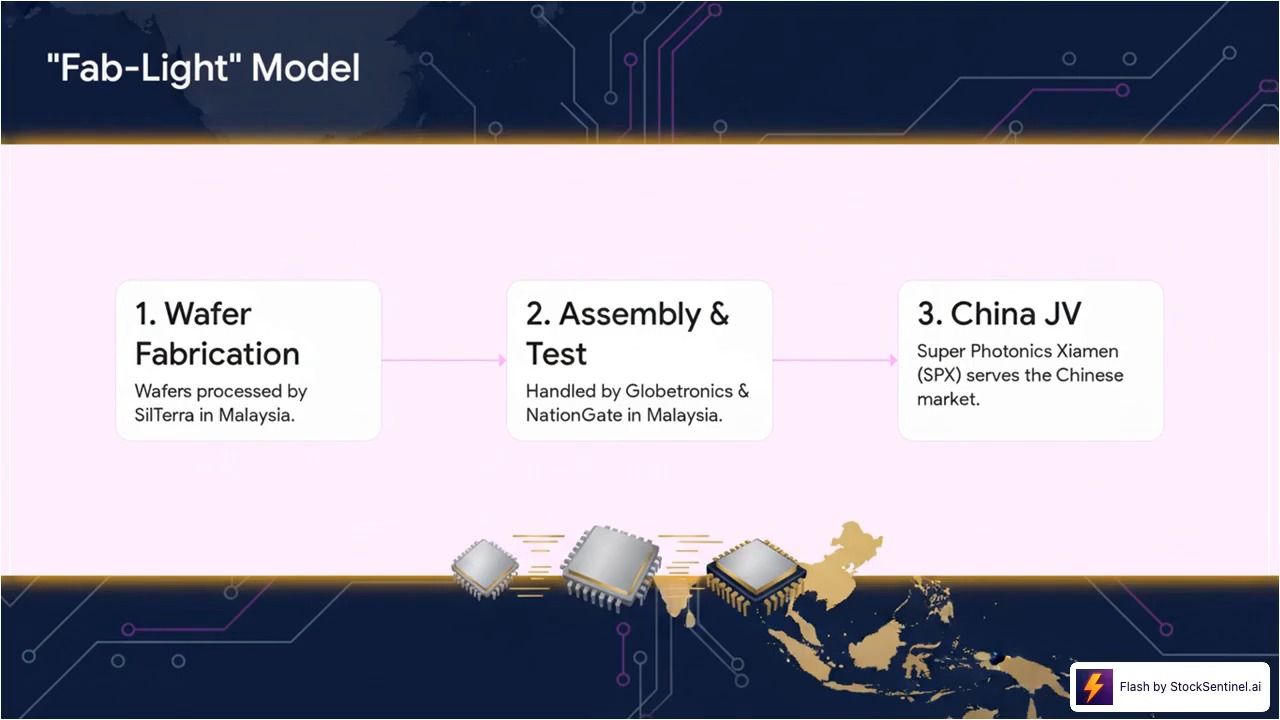 "Fab-Light" Model
1. Wafer
Fabrication
Wafers processed by
SilTerra in Malaysia.
2. Assembly &
Test
Handled by Globetronics &
NationGate in Malaysia.
3. China JV
Super Photonics Xiamen
(SPX) serves the Chinese
market.
Flash by StockSentinel.ai